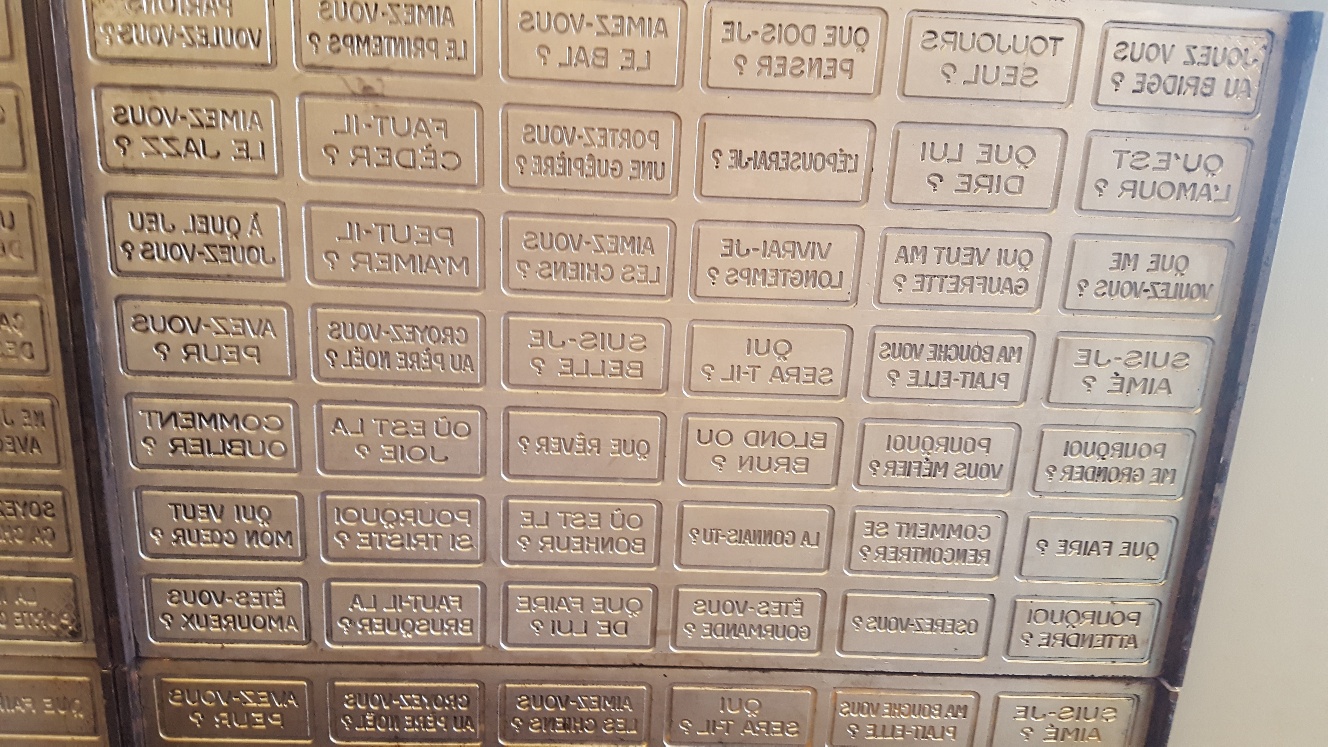 PARTONS
VOULEZ-VOUS ?
AIMEZ-VOUS
LE PRINTEMPS ?
AIMEZ-VOUS
LE BAL ?
QUE DOIS-JE
PENSER ?
TOUJOURS
SEUL ?
JOUEZ VOUS
AU BRIDGE ?
AIMEZ-VOUS
LE JAZZ ?
FAUT-IL
CÉDER ?
PORTEZ-VOUS
UNE GUÊPIÈRE ?
L'ÉPOUSERAI-JE ?
QUE LUI
DIRE ?
QU'EST
L'AMOUR ?
À QUEL JEU
JOUEZ-VOUS ?
PEUT-IL
M'AIMER ?
AIMEZ-VOUS
LES CHIENS ?
VIVRAI-JE
LONGTEMPS ?
QUI VEUT MA
GAUFRETTE ?
QUE ME
VOULEZ-VOUS ?
AVEZ-VOUS
PEUR ?
CROYEZ-VOUS
AU PÈRE NOËL ?
SUIS-JE
BELLE ?
QUI
SERA T-IL ?
MA BOUCHE VOUS
PLAIT-ELLE ?
SUIS-JE
AIMÉ ?
COMMENT
OUBLIER ?
OÙ EST LA
JOIE ?
QUE RÊVER ?
BLOND OU
BRUN ?
POURQUOI
VOUS MÉFIER ?
POURQUOI
ME GRONDER ?
QUI VEUT
MON CŒUR ?
POURQUOI
SI TRISTE ?
OÙ EST LE
BONHEUR ?
LA CONNAIS-TU ?
COMMENT SE
RENCONTRER ?
QUE FAIRE ?
ÊTES-VOUS
AMOUREUX ?
FAUT-IL LA
BRUSQUER ?
QUE FAIRE
DE LUI ?
ÊTES-VOUS
GOURMANDE ?
OSEREZ-VOUS ?
POURQUOI
ATTENDRE ?
QUE FAIR
AVEZ-VOUS
PEUR ?
CROYEZ-VOUS
AU PÈRE NOËL ?
AIMEZ-VOUS
LES CHIENS ?
QUI
SERA T-IL ?
MA BOUCHE VOUS
PLAIT-ELLE ?
SUIS-JE
AIMÉ ?